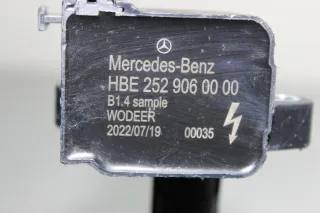 Mercedes-Benz
HBE 252 906 00 00
B1.4 sample
WODEER
2022/07/19 00035